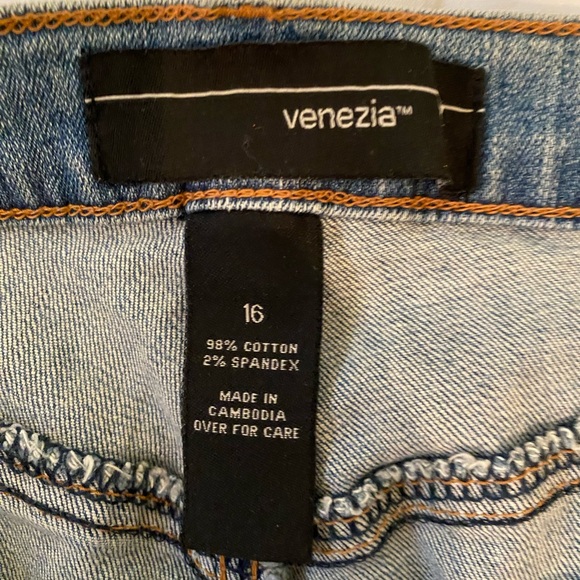 venezia™
16
98% COTTON
2% SPANDEX
MADE IN
CAMBODIA
OVER FOR CARE